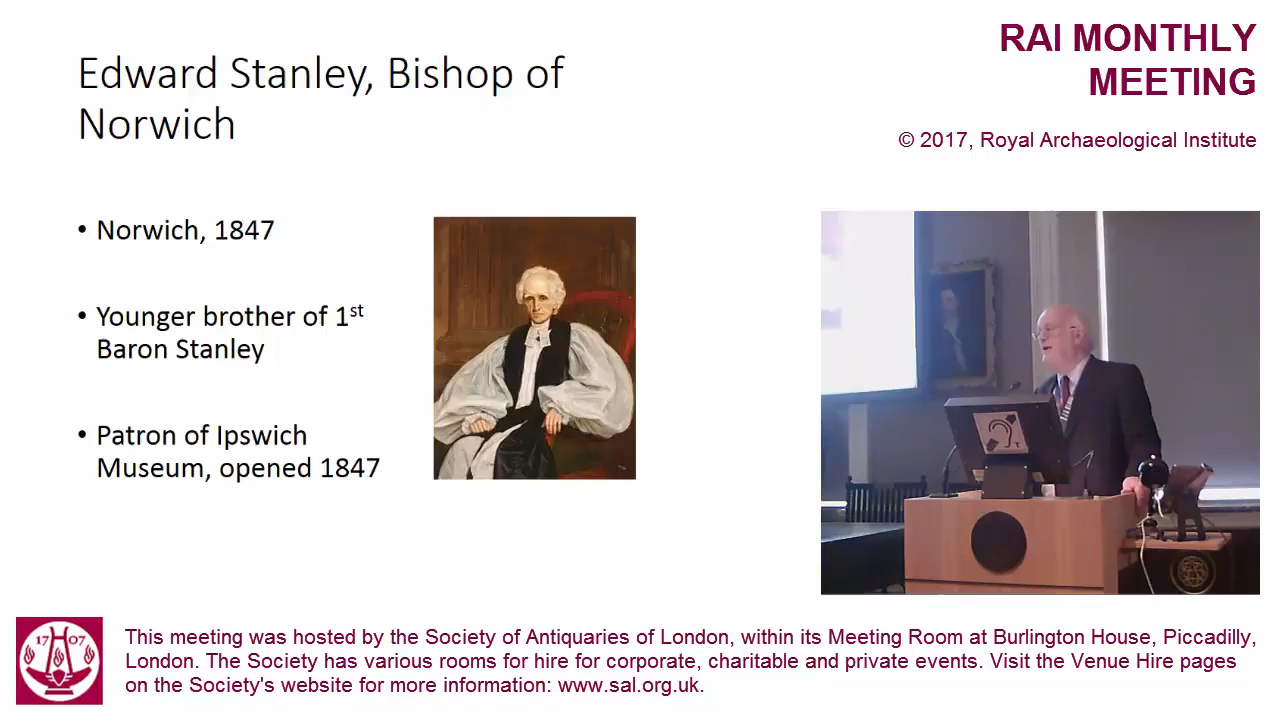 Edward Stanley, Bishop of
Norwich
• Norwich, 1847
• Younger brother of 1st
Baron Stanley
• Patron of Ipswich
Museum, opened 1847
RAI MONTHLY
MEETING
© 2017, Royal Archaeological Institute
T
17 07
This meeting was hosted by the Society of Antiquaries of London, within its Meeting Room at Burlington House, Piccadilly,
London. The Society has various rooms for hire for corporate, charitable and private events. Visit the Venue Hire pages
on the Society's website for more information: www.sal.org.uk.